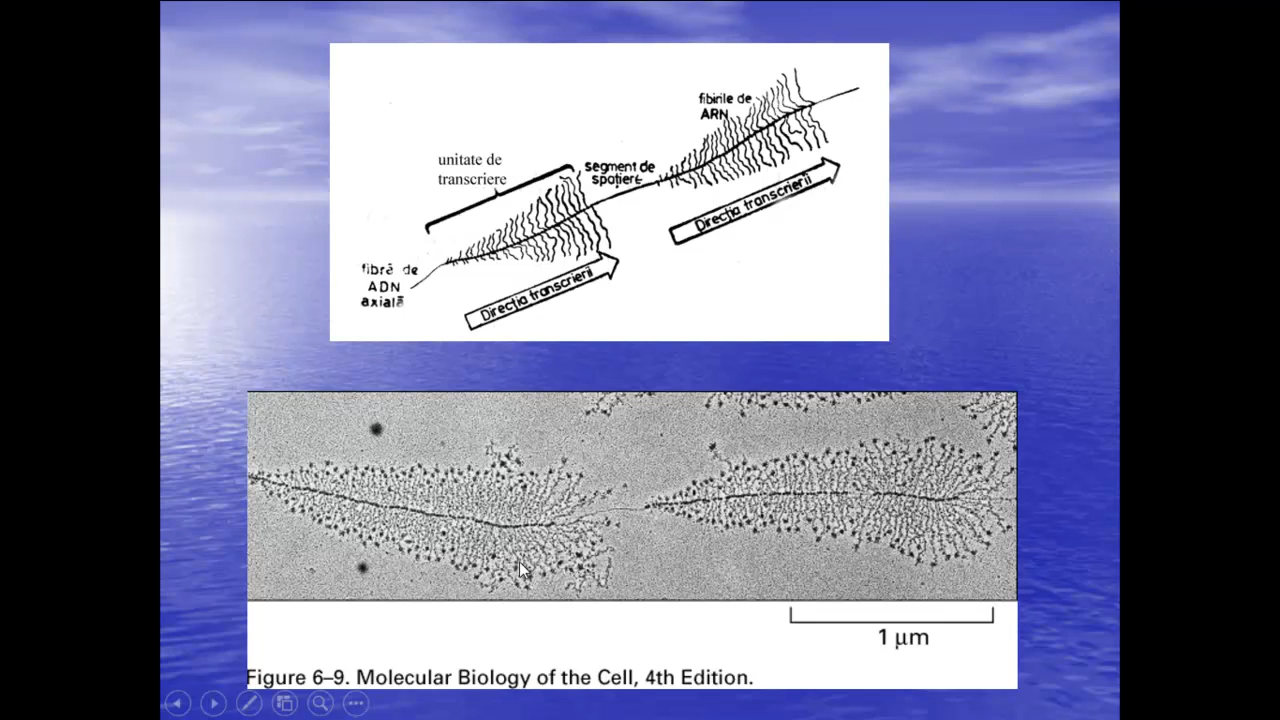 fibirile de
ARN
unitate de
transcriere
segment de
spațiere
Direcția transcrierii
fibră de
ADN
axială
Direcția transcrierii
1 µm
Figure 6–9. Molecular Biology of the Cell, 4th Edition.